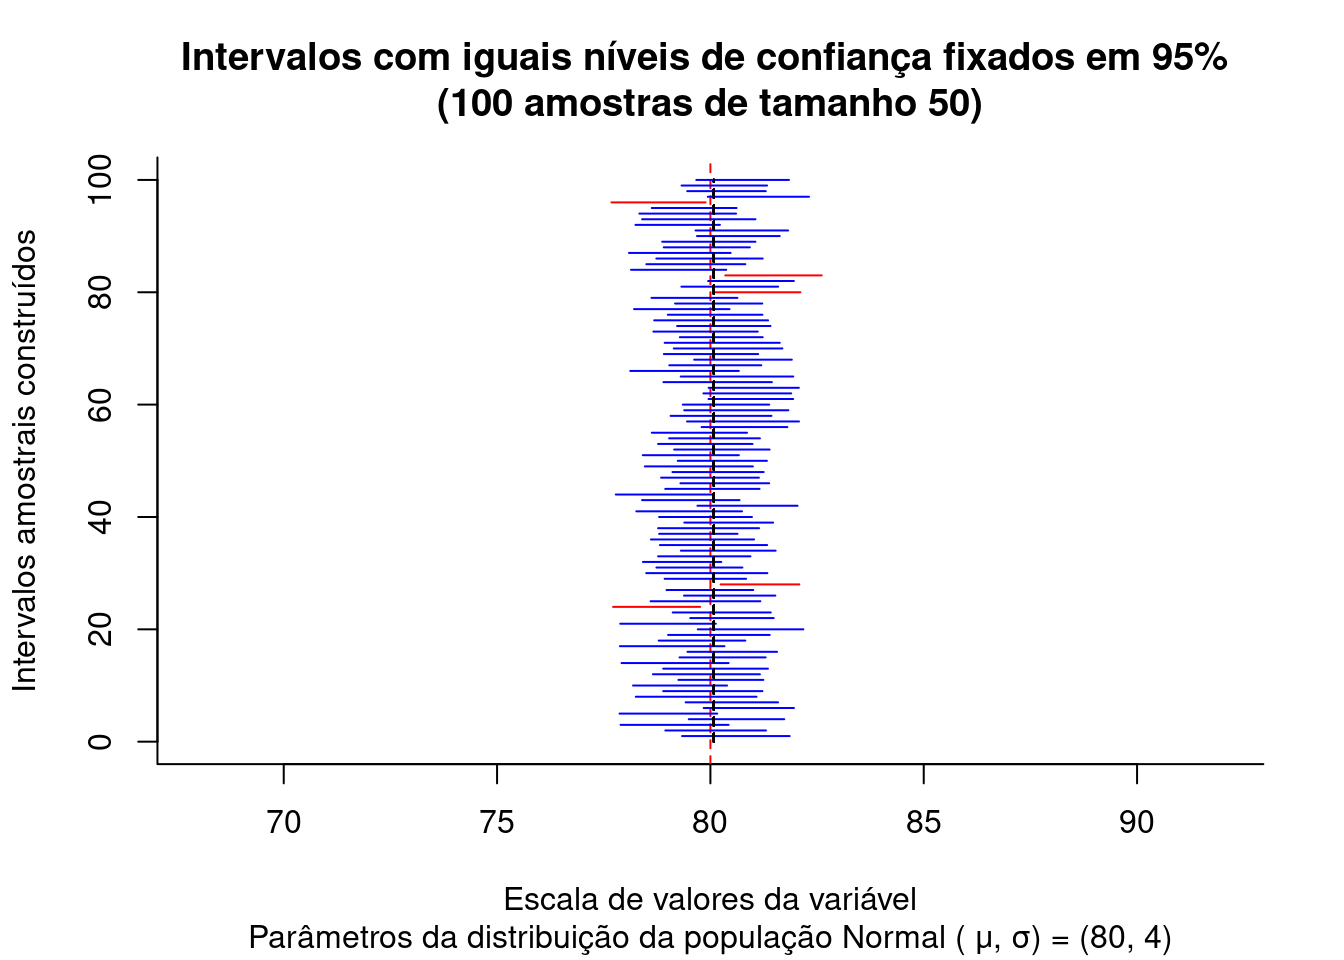 Intervalos com iguais níveis de confiança fixados em 95%
(100 amostras de tamanho 50)
Intervalos amostrais construídos
100
80
60
40
20
0
70 75 80 85 90
Escala de valores da variável
Parâmetros da distribuição da população Normal ( μ, σ) = (80, 4)